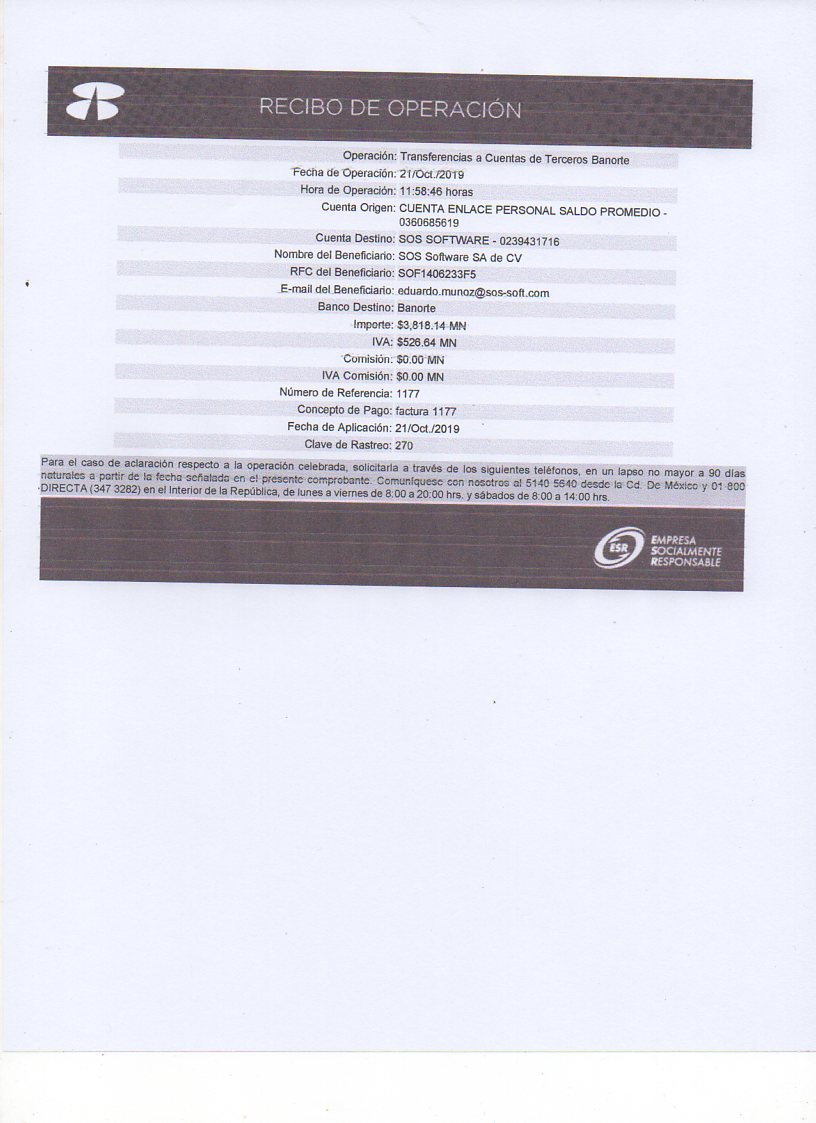 RECIBO DE OPERACIÓN
Operación: Transferencias a Cuentas de Terceros Banorte
Fecha de Operación: 21/Oct./2019
Hora de Operación: 11:58:46 horas
Cuenta Origen: CUENTA ENLACE PERSONAL SALDO PROMEDIO -
0360685619
Cuenta Destino: SOS SOFTWARE - 0239431716
Nombre del Beneficiario: SOS Software SA de CV
RFC del Beneficiario: SOF1406233F5
E-mail del Beneficiario: eduardo.munoz@sos-soft.com
Banco Destino: Banorte
Importe: $3,818.14 MN
IVA: $526.64 MN
Comisión: $0.00 MN
IVA Comisión: $0.00 MN
Número de Referencia: 1177
Concepto de Pago: factura 1177
Fecha de Aplicación: 21/Oct./2019
Clave de Rastreo: 270
Para el caso de aclaración respecto a la operación celebrada, solicitarla a través de los siguientes teléfonos, en un lapso no mayor a 90 días
naturales a partir de la fecha señalada en el presente comprobante. Comuníquese con nosotros al 5140 5640 desde la Cd. De México y 01 800
DIRECTA (347 3282) en el Interior de la República, de lunes a viernes de 8:00 a 20:00 hrs. y sábados de 8:00 a 14:00 hrs.
ESR
EMPRESA
SOCIALMENTE
RESPONSABLE